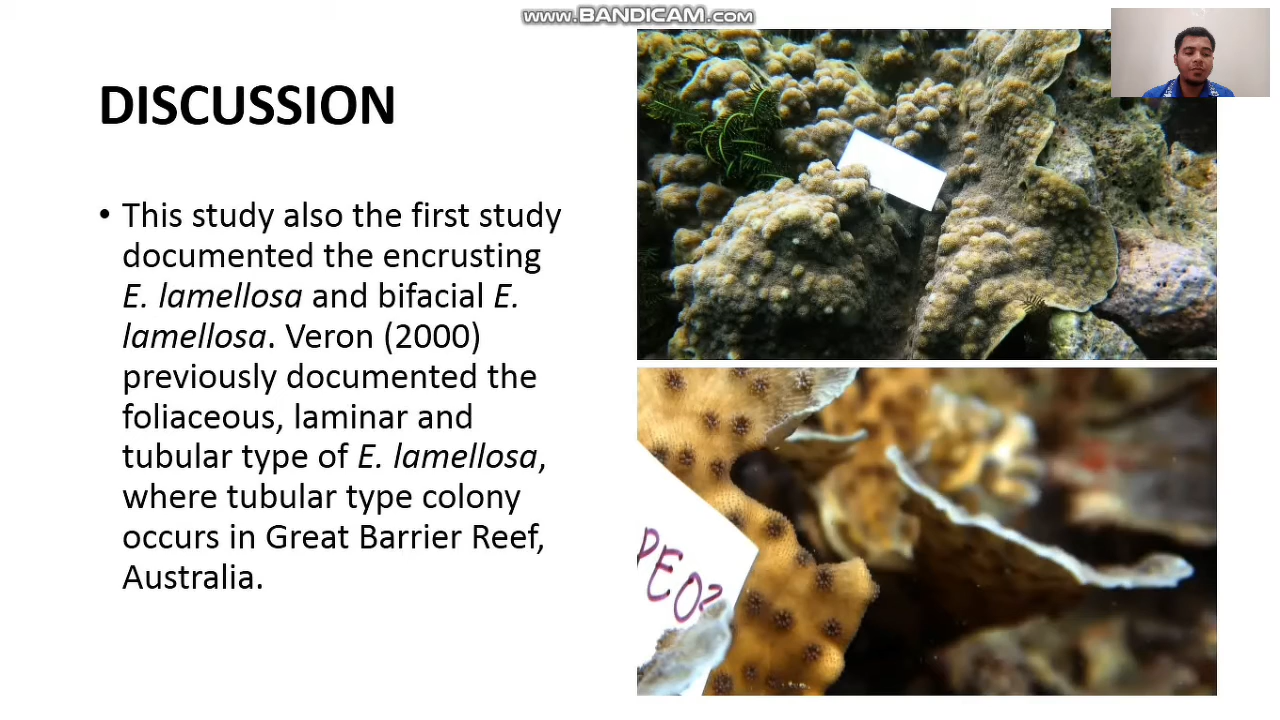 www.BANDICAM.com
DISCUSSION
• This study also the first study
documented the encrusting
E. lamellosa and bifacial E.
lamellosa. Veron (2000)
previously documented the
foliaceous, laminar and
tubular type of E. lamellosa,
where tubular type colony
occurs in Great Barrier Reef,
Australia.